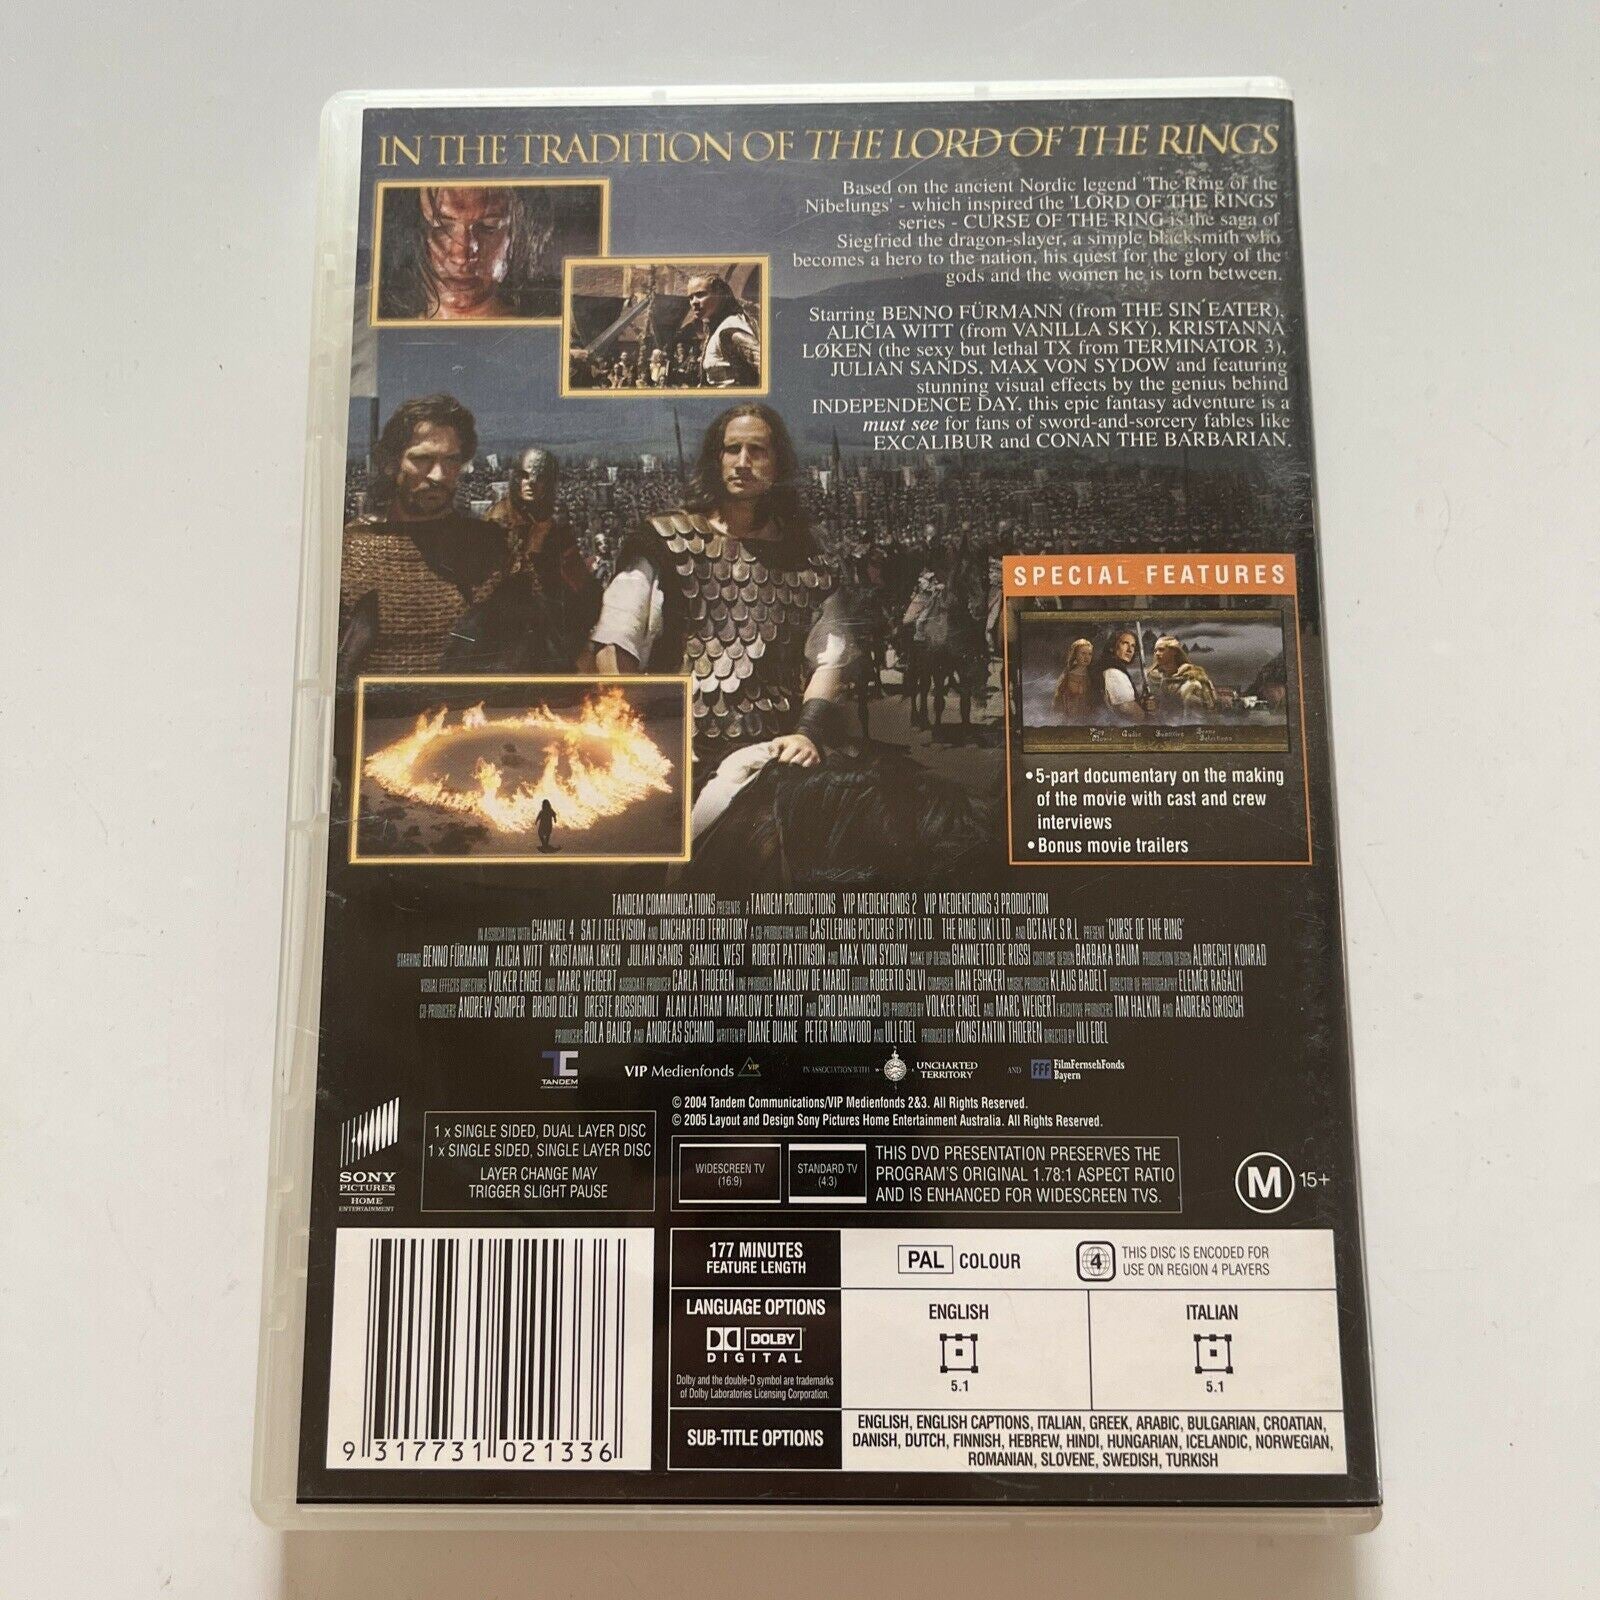 IN THE TRADITION OF THE LORD OF THE RINGS
Based on the ancient Nordic legend 'The Ring of the
Nibelungs' - which inspired the 'LORD OF THE RINGS'
series - CURSE OF THE RING is the saga of
Siegfried the dragon-slayer, a simple blacksmith who
becomes a hero to the nation, his quest for the glory of the
gods and the women he is torn between.
Starring BENNO FÜRMANN (from THE SIN EATER),
ALICIA WITT (from VANILLA SKY), KRISTANNA
LØKEN (the sexy but lethal TX from TERMINATOR 3),
JULIAN SANDS, MAX VON SYDOW and featuring
stunning visual effects by the genius behind
INDEPENDENCE DAY, this epic fantasy adventure is a
must see for fans of sword-and-sorcery fables like
EXCALIBUR and CONAN THE BARBARIAN.
SPECIAL FEATURES
Play Movie Audio Subtitles Scene Selections
• 5-part documentary on the making
of the movie with cast and crew
interviews
• Bonus movie trailers
TANDEM COMMUNICATIONS PRESENTS A TANDEM PRODUCTIONS VIP MEDIENFONDS 2 VIP MEDIENFONDS 3 PRODUCTION
IN ASSOCIATION WITH CHANNEL 4 SAT.1 TELEVISION AND UNCHARTED TERRITORY A CO-PRODUCTION WITH CASTLERING PICTURES (PTY) LTD. THE RING (UK) LTD. AND OCTAVE S.R.L. PRESENT "CURSE OF THE RING"
STARRING BENNO FÜRMANN ALICIA WITT KRISTANNA LØKEN JULIAN SANDS SAMUEL WEST ROBERT PATTINSON AND MAX VON SYDOW MAKE UP DESIGN GIANNETTO DE ROSSI COSTUME DESIGN BARBARA BAUM PRODUCTION DESIGN ALBRECHT KONRAD
VISUAL EFFECTS DIRECTORS VOLKER ENGEL AND MARC WEIGERT ASSOCIATE PRODUCER CARLA THOEREN LINE PRODUCER MARLOW DE MARDT EDITOR ROBERTO SILVI COMPOSER ILAN ESHKERI MUSIC PRODUCER KLAUS BADELT DIRECTOR OF PHOTOGRAPHY ELEMÉR RAGÁLYI
CO-PRODUCERS ANDREW SOMPER BRIGID OLEN ORESTE ROSSIGNOLI ALAN LATHAM MARLOW DE MARDT AND CIRO DAMMICCO CO-PRODUCED BY VOLKER ENGEL AND MARC WEIGERT EXECUTIVE PRODUCERS TIM HALKIN AND ANDREAS GROSCH
PRODUCERS ROLA BAUER AND ANDREAS SCHMID WRITTEN BY DIANE DUANE PETER MORWOOD AND ULI EDEL PRODUCED BY KONSTANTIN THOEREN DIRECTED BY ULI EDEL
TC TANDEM COMMUNICATIONS VIP Medienfonds VIP IN ASSOCIATION WITH UNCHARTED TERRITORY AND FFF FilmFernsehFonds Bayern
© 2004 Tandem Communications/VIP Medienfonds 2&3. All Rights Reserved.
© 2005 Layout and Design Sony Pictures Home Entertainment Australia. All Rights Reserved.
SONY
PICTURES
HOME
ENTERTAINMENT
1 x SINGLE SIDED, DUAL LAYER DISC
1 x SINGLE SIDED, SINGLE LAYER DISC
LAYER CHANGE MAY
TRIGGER SLIGHT PAUSE
WIDESCREEN TV
(16:9)
STANDARD TV
(4:3)
THIS DVD PRESENTATION PRESERVES THE
PROGRAM'S ORIGINAL 1.78:1 ASPECT RATIO
AND IS ENHANCED FOR WIDESCREEN TVS.
M 15+
9 317731 021336
177 MINUTES
FEATURE LENGTH
PAL COLOUR
4
THIS DISC IS ENCODED FOR
USE ON REGION 4 PLAYERS
LANGUAGE OPTIONS
DOLBY
DIGITAL
Dolby and the double-D symbol are trademarks
of Dolby Laboratories Licensing Corporation.
ENGLISH
5.1
ITALIAN
5.1
SUB-TITLE OPTIONS
ENGLISH, ENGLISH CAPTIONS, ITALIAN, GREEK, ARABIC, BULGARIAN, CROATIAN,
DANISH, DUTCH, FINNISH, HEBREW, HINDI, HUNGARIAN, ICELANDIC, NORWEGIAN,
ROMANIAN, SLOVENE, SWEDISH, TURKISH